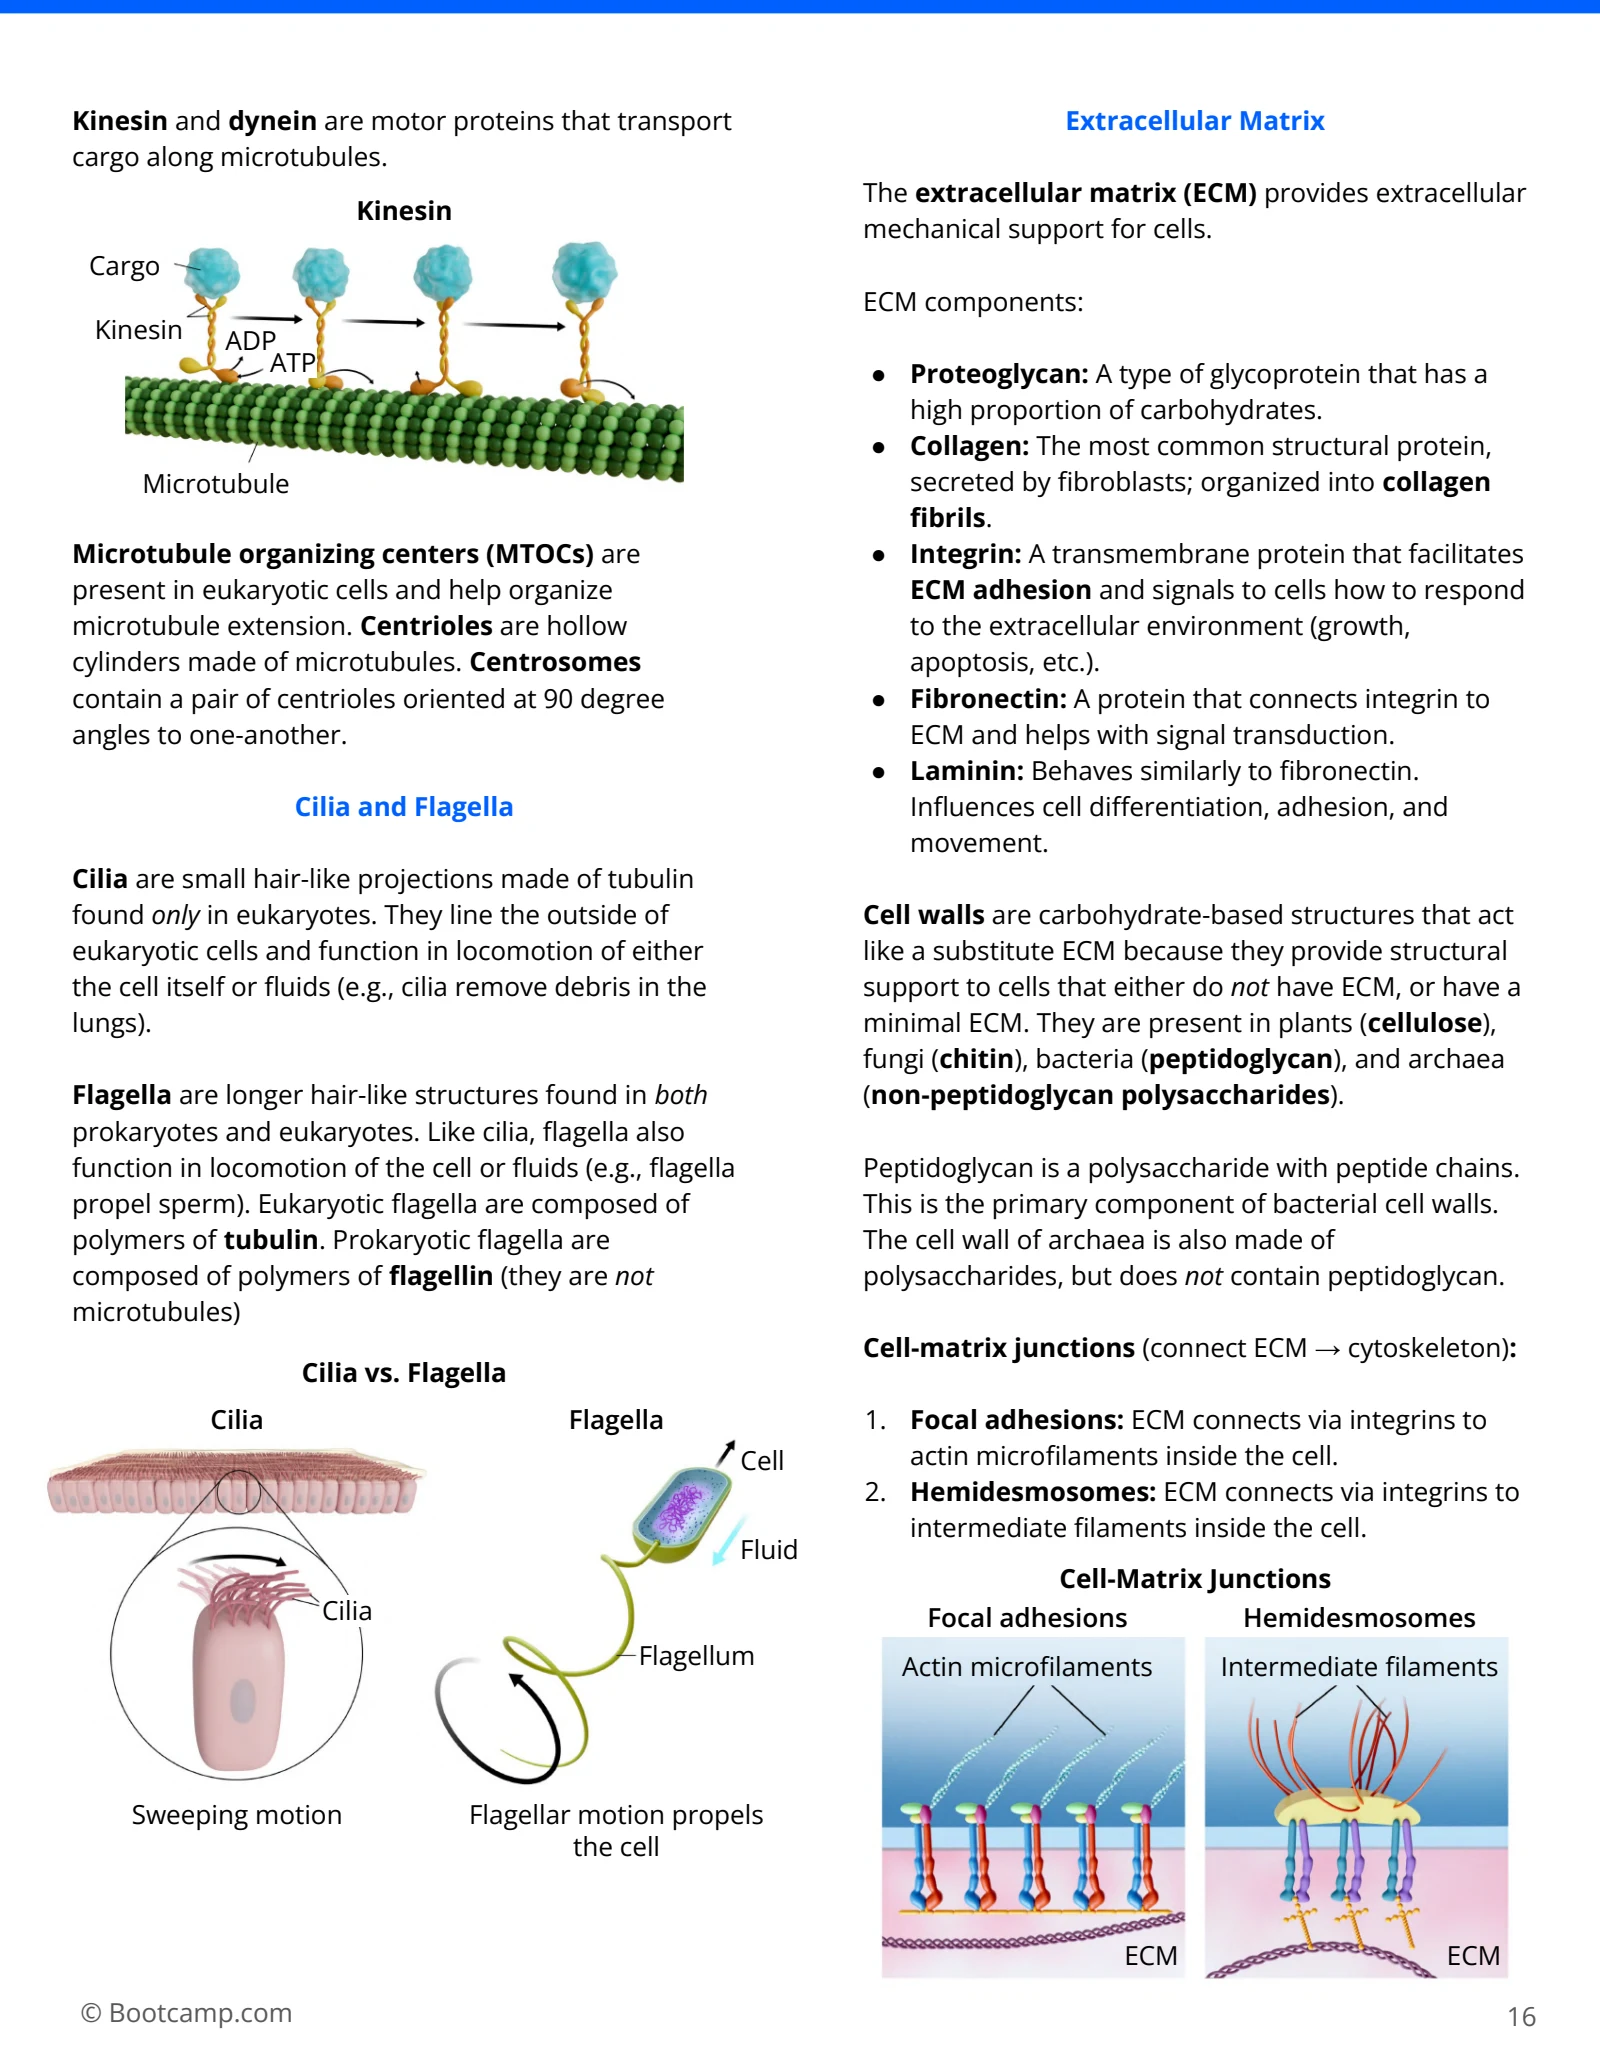 Kinesin and dynein are motor proteins that transport
cargo along microtubules.
Kinesin
Cargo
Kinesin
ADP
ATP
Microtubule
Microtubule organizing centers (MTOCs) are
present in eukaryotic cells and help organize
microtubule extension. Centrioles are hollow
cylinders made of microtubules. Centrosomes
contain a pair of centrioles oriented at 90 degree
angles to one-another.
Cilia and Flagella
Cilia are small hair-like projections made of tubulin
found only in eukaryotes. They line the outside of
eukaryotic cells and function in locomotion of either
the cell itself or fluids (e.g., cilia remove debris in the
lungs).
Flagella are longer hair-like structures found in both
prokaryotes and eukaryotes. Like cilia, flagella also
function in locomotion of the cell or fluids (e.g., flagella
propel sperm). Eukaryotic flagella are composed of
polymers of tubulin. Prokaryotic flagella are
composed of polymers of flagellin (they are not
microtubules)
Cilia vs. Flagella
Cilia
Flagella
Cell
Fluid
Cilia
Flagellum
Sweeping motion
Flagellar motion propels
the cell
Extracellular Matrix
The extracellular matrix (ECM) provides extracellular
mechanical support for cells.
ECM components:
● Proteoglycan: A type of glycoprotein that has a
high proportion of carbohydrates.
● Collagen: The most common structural protein,
secreted by fibroblasts; organized into collagen
fibrils.
● Integrin: A transmembrane protein that facilitates
ECM adhesion and signals to cells how to respond
to the extracellular environment (growth,
apoptosis, etc.).
● Fibronectin: A protein that connects integrin to
ECM and helps with signal transduction.
● Laminin: Behaves similarly to fibronectin.
Influences cell differentiation, adhesion, and
movement.
Cell walls are carbohydrate-based structures that act
like a substitute ECM because they provide structural
support to cells that either do not have ECM, or have a
minimal ECM. They are present in plants (cellulose),
fungi (chitin), bacteria (peptidoglycan), and archaea
(non-peptidoglycan polysaccharides).
Peptidoglycan is a polysaccharide with peptide chains.
This is the primary component of bacterial cell walls.
The cell wall of archaea is also made of
polysaccharides, but does not contain peptidoglycan.
Cell-matrix junctions (connect ECM → cytoskeleton):
1. Focal adhesions: ECM connects via integrins to
actin microfilaments inside the cell.
2. Hemidesmosomes: ECM connects via integrins to
intermediate filaments inside the cell.
Cell-Matrix Junctions
Focal adhesions
Hemidesmosomes
Actin microfilaments
Intermediate filaments
ECM
ECM
© Bootcamp.com
16